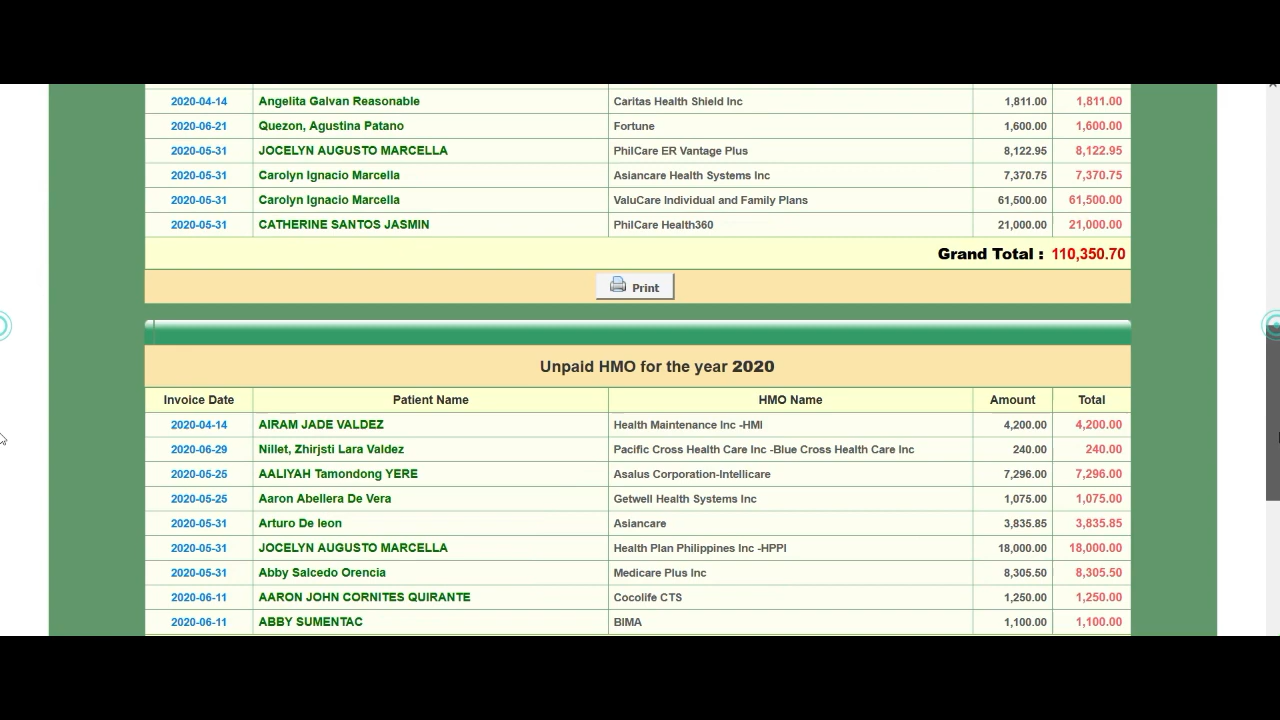 2020-04-14 Angelita Galvan Reasonable Caritas Health Shield Inc 1,811.00 1,811.00
2020-06-21 Quezon, Agustina Patano Fortune 1,600.00 1,600.00
2020-05-31 JOCELYN AUGUSTO MARCELLA PhilCare ER Vantage Plus 8,122.95 8,122.95
2020-05-31 Carolyn Ignacio Marcella Asiancare Health Systems Inc 7,370.75 7,370.75
2020-05-31 Carolyn Ignacio Marcella ValuCare Individual and Family Plans 61,500.00 61,500.00
2020-05-31 CATHERINE SANTOS JASMIN PhilCare Health360 21,000.00 21,000.00
Grand Total : 110,350.70
Print
Unpaid HMO for the year 2020
Invoice Date Patient Name HMO Name Amount Total
2020-04-14 AIRAM JADE VALDEZ Health Maintenance Inc -HMI 4,200.00 4,200.00
2020-06-29 Nillet, Zhirjsti Lara Valdez Pacific Cross Health Care Inc -Blue Cross Health Care Inc 240.00 240.00
2020-05-25 AALIYAH Tamondong YERE Asalus Corporation-Intellicare 7,296.00 7,296.00
2020-05-25 Aaron Abellera De Vera Getwell Health Systems Inc 1,075.00 1,075.00
2020-05-31 Arturo De leon Asiancare 3,835.85 3,835.85
2020-05-31 JOCELYN AUGUSTO MARCELLA Health Plan Philippines Inc -HPPI 18,000.00 18,000.00
2020-05-31 Abby Salcedo Orencia Medicare Plus Inc 8,305.50 8,305.50
2020-06-11 AARON JOHN CORNITES QUIRANTE Cocolife CTS 1,250.00 1,250.00
2020-06-11 ABBY SUMENTAC BIMA 1,100.00 1,100.00